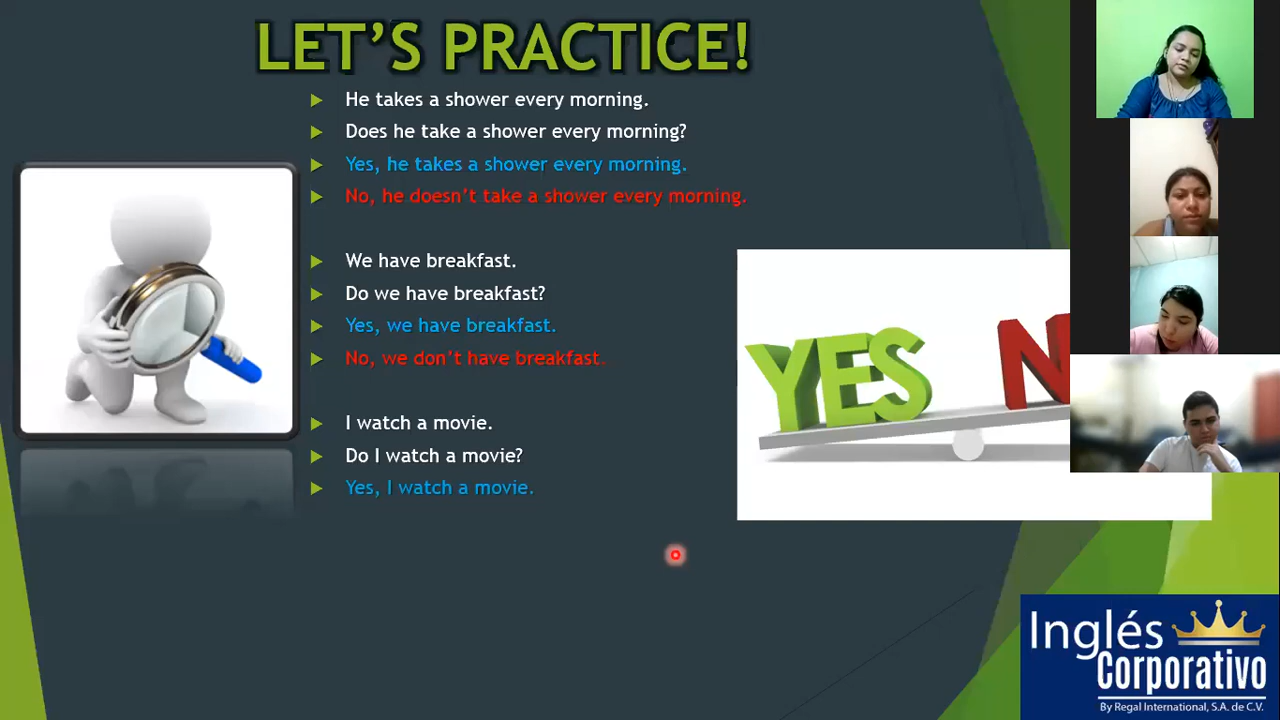 LET'S PRACTICE!
He takes a shower every morning.
Does he take a shower every morning?
Yes, he takes a shower every morning.
No, he doesn't take a shower every morning.
We have breakfast.
Do we have breakfast?
Yes, we have breakfast.
No, we don't have breakfast.
YES N
I watch a movie.
Do I watch a movie?
Yes, I watch a movie.
Inglés
Corporativo
By Regal International, S.A. de C.V.